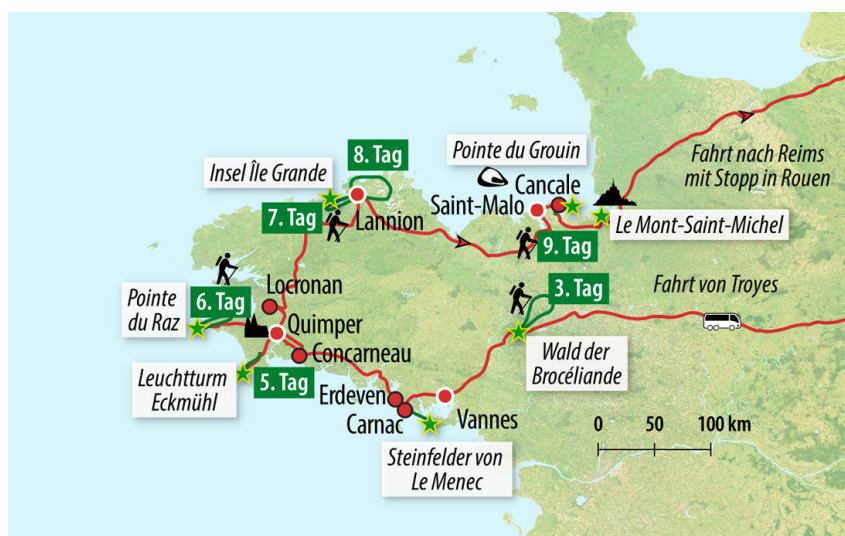 8. Tag
Insel Île Grande
Pointe du Grouin
Fahrt nach Reims
mit Stopp in Rouen
Cancale
Saint-Malo
7. Tag
Lannion
Le Mont-Saint-Michel
9. Tag
Fahrt von Troyes
3. Tag
Locronan
Pointe
du Raz
6. Tag
Quimper
Concarneau
Wald der
Brocéliande
Leuchtturm
Eckmühl
5. Tag
Erdeven
Carnac
Vannes
0 50 100 km
Steinfelder von
Le Menec